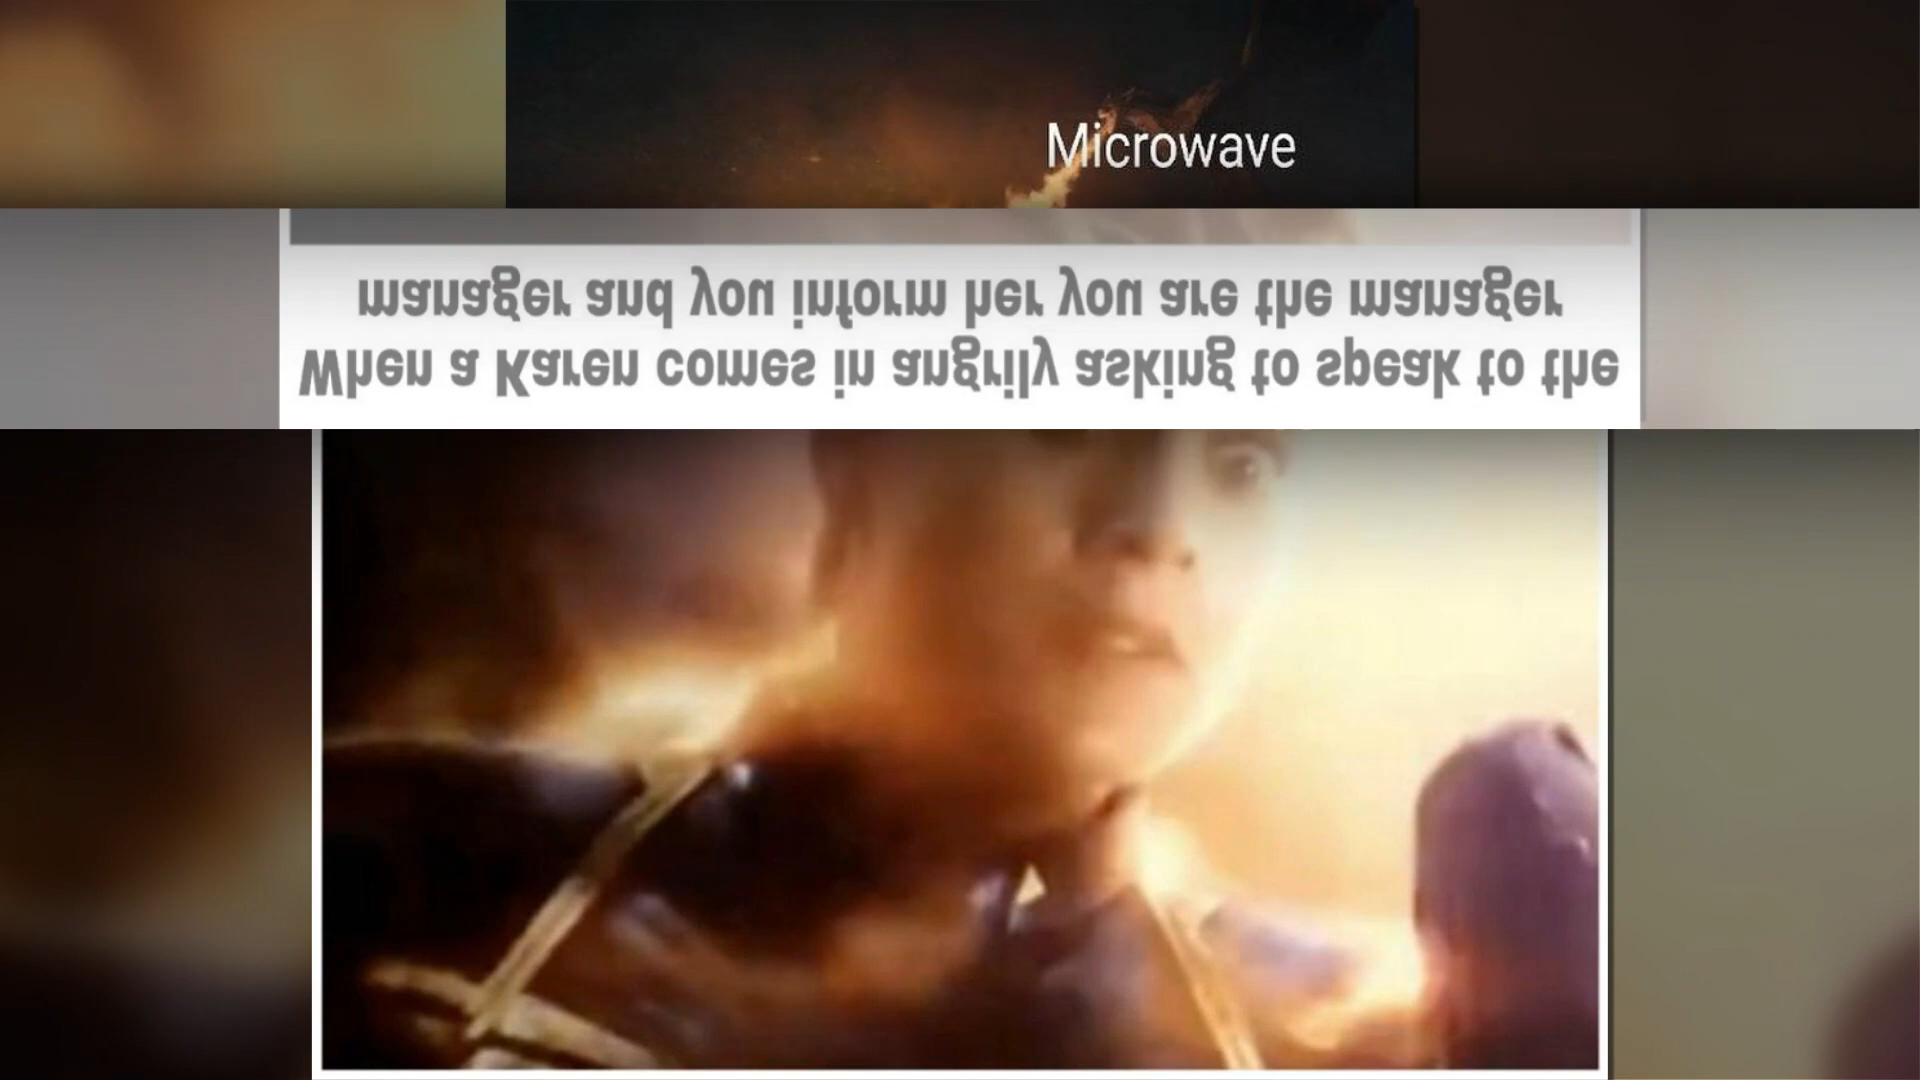 Microwave
When a Karen comes in angrily asking to speak to the
manager and you inform her you are the manager